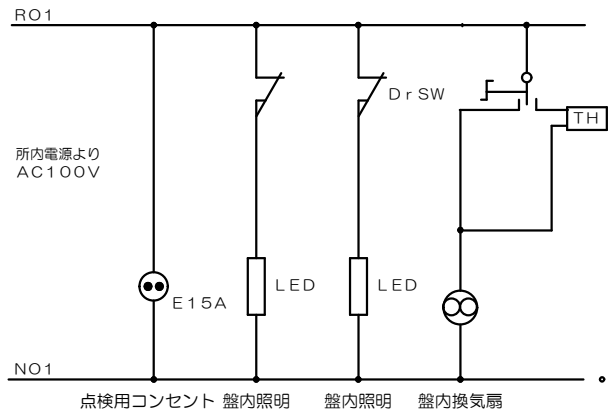 RO1
DrSW
TH
所内電源より
AC100V
LED
LED
E15A
NO1
点検用コンセント 盤内照明 盤内照明 盤内換気扇